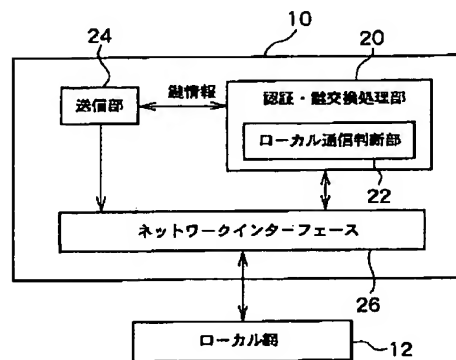 10
24
20
送信部
鍵情報
認証・鍵交換処理部
ローカル通信判断部
22
ネットワークインターフェース
26
ローカル網
12